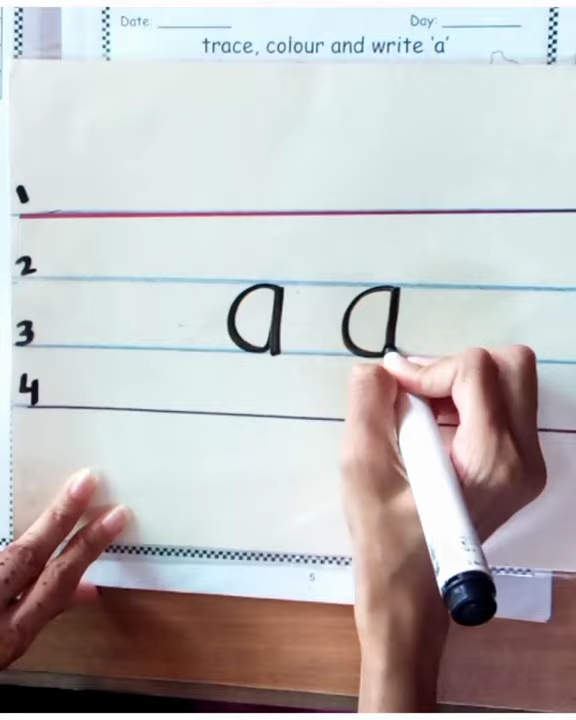 Date: ________ Day: ________
trace, colour and write 'a'
1
2
a a
3
4
5